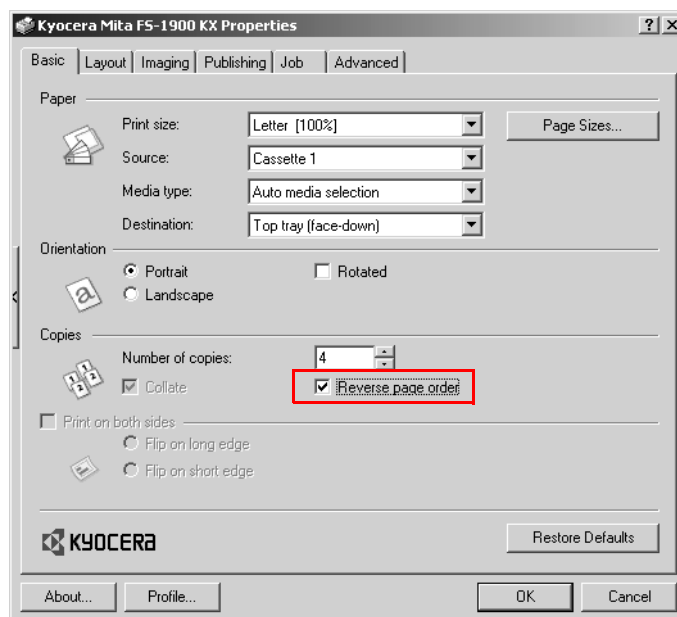 Kyocera Mita FS-1900 KX Properties
Basic Layout Imaging Publishing Job Advanced
Paper
Print size: Letter [100%] Page Sizes...
Source: Cassette 1
Media type: Auto media selection
Destination: Top tray (face-down)
Orientation
Portrait Rotated
a Landscape
Copies
Number of copies: 4
Collate Reverse page order
Print on both sides
Flip on long edge
Flip on short edge
KYOCERA Restore Defaults
About... Profile... OK Cancel